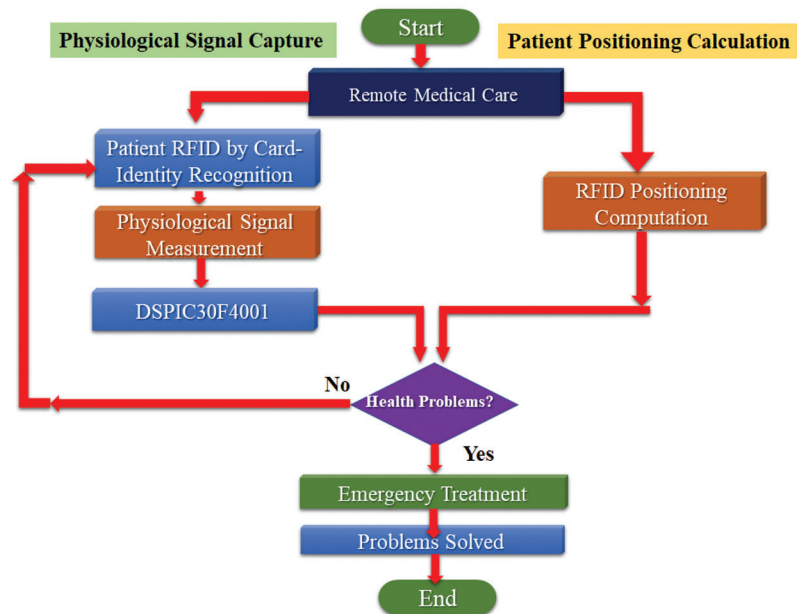 Start
Physiological Signal Capture
Patient Positioning Calculation
Remote Medical Care
Patient RFID by Card-
Identity Recognition
RFID Positioning
Computation
Physiological Signal
Measurement
DSPIC30F4001
No
Health Problems?
Yes
Emergency Treatment
Problems Solved
End